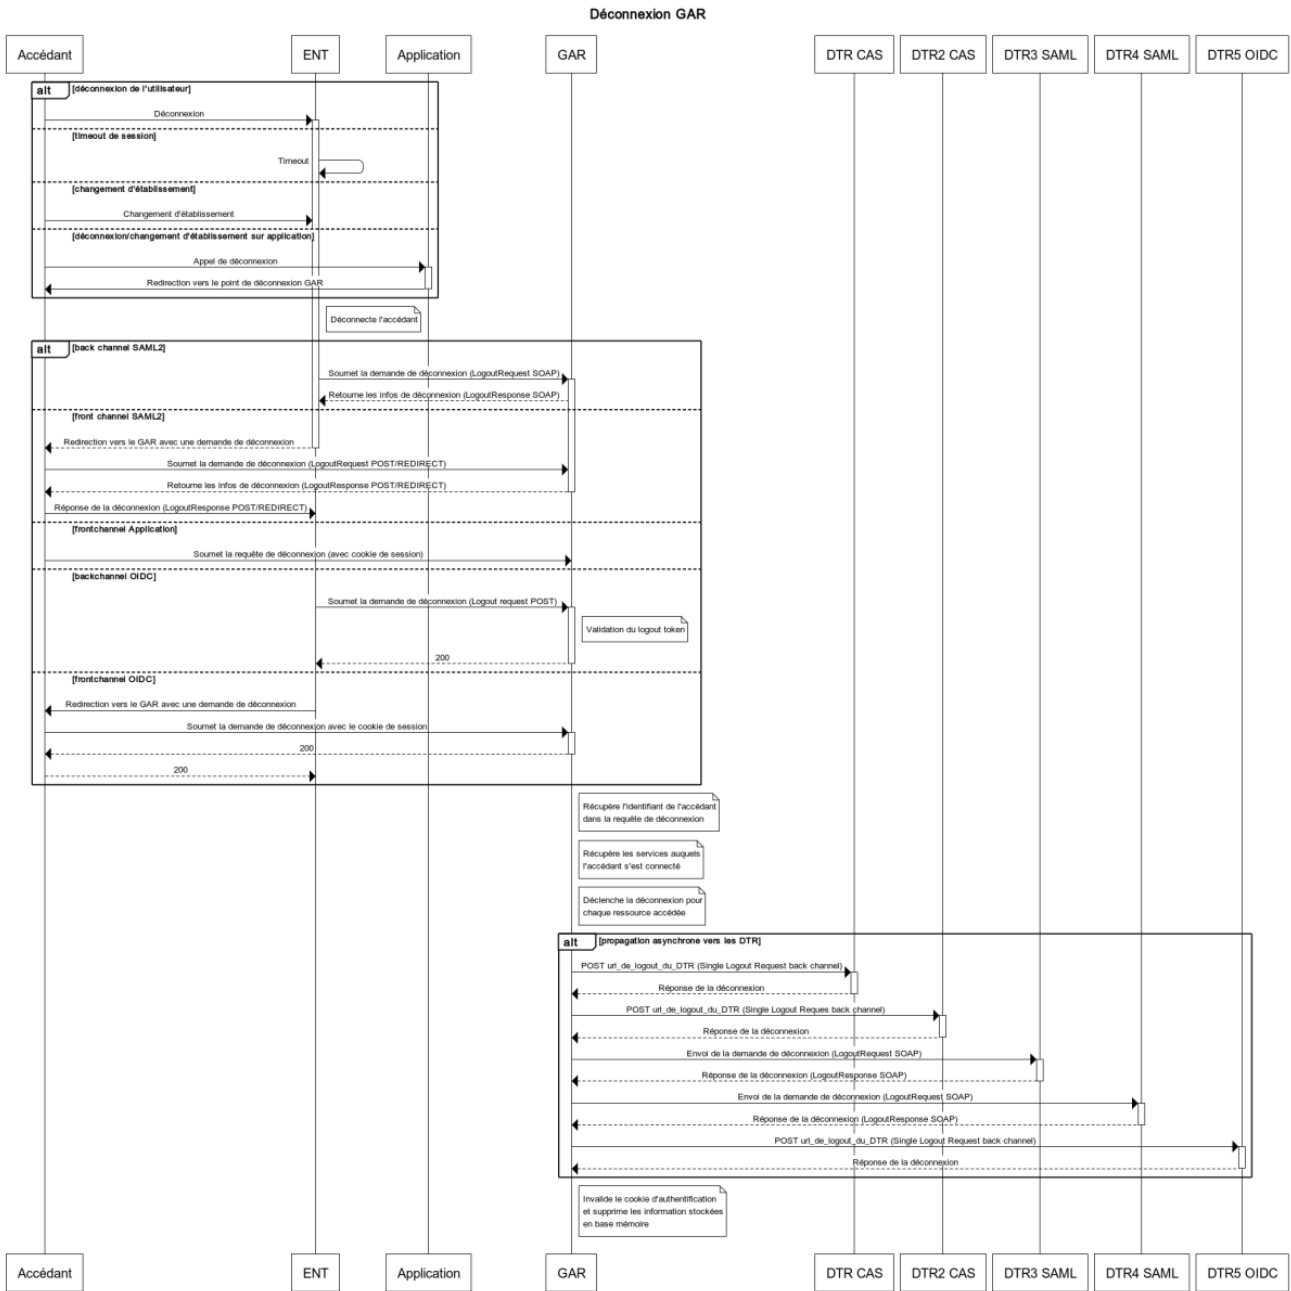 Déconnexion GAR
Accédant
ENT
Application
GAR
DTR CAS
DTR2 CAS
DTR3 SAML
DTR4 SAML
DTR5 OIDC
alt
[déconnexion de l'utilisateur]
Déconnexion
[timeout de session]
Timeout
[changement d'établissement]
Changement d'établissement
[déconnexion/changement d'établissement sur application]
Appel de déconnexion
Redirection vers le point de déconnexion GAR
Déconnecte l'accédant
alt
[back channel SAML2]
Soumet la demande de déconnexion (LogoutRequest SOAP)
Retourne les infos de déconnexion (LogoutResponse SOAP)
[front channel SAML2]
Redirection vers le GAR avec une demande de déconnexion
Soumet la demande de déconnexion (LogoutRequest POST/REDIRECT)
Retourne les infos de déconnexion (LogoutResponse POST/REDIRECT)
Réponse de la déconnexion (LogoutResponse POST/REDIRECT)
[frontchannel Application]
Soumet la requête de déconnexion (avec cookie de session)
[backchannel OIDC]
Soumet la demande de déconnexion (Logout request POST)
Validation du logout token
200
[frontchannel OIDC]
Redirection vers le GAR avec une demande de déconnexion
Soumet la demande de déconnexion avec le cookie de session
200
200
Récupère l'identifiant de l'accédant
dans la requête de déconnexion
Récupère les services auquels
l'accédant s'est connecté
Déclenche la déconnexion pour
chaque ressource accédée
alt
[propagation asynchrone vers les DTR]
POST url_de_logout_du_DTR (Single Logout Request back channel)
Réponse de la déconnexion
POST url_de_logout_du_DTR (Single Logout Reques back channel)
Réponse de la déconnexion
Envoi de la demande de déconnexion (LogoutRequest SOAP)
Réponse de la déconnexion (LogoutResponse SOAP)
Envoi de la demande de déconnexion (LogoutRequest SOAP)
Réponse de la déconnexion (LogoutResponse SOAP)
POST url_de_logout_du_DTR (Single Logout Request back channel)
Réponse de la déconnexion
Invalide le cookie d'authentification
et supprime les information stockées
en base mémoire
Accédant
ENT
Application
GAR
DTR CAS
DTR2 CAS
DTR3 SAML
DTR4 SAML
DTR5 OIDC